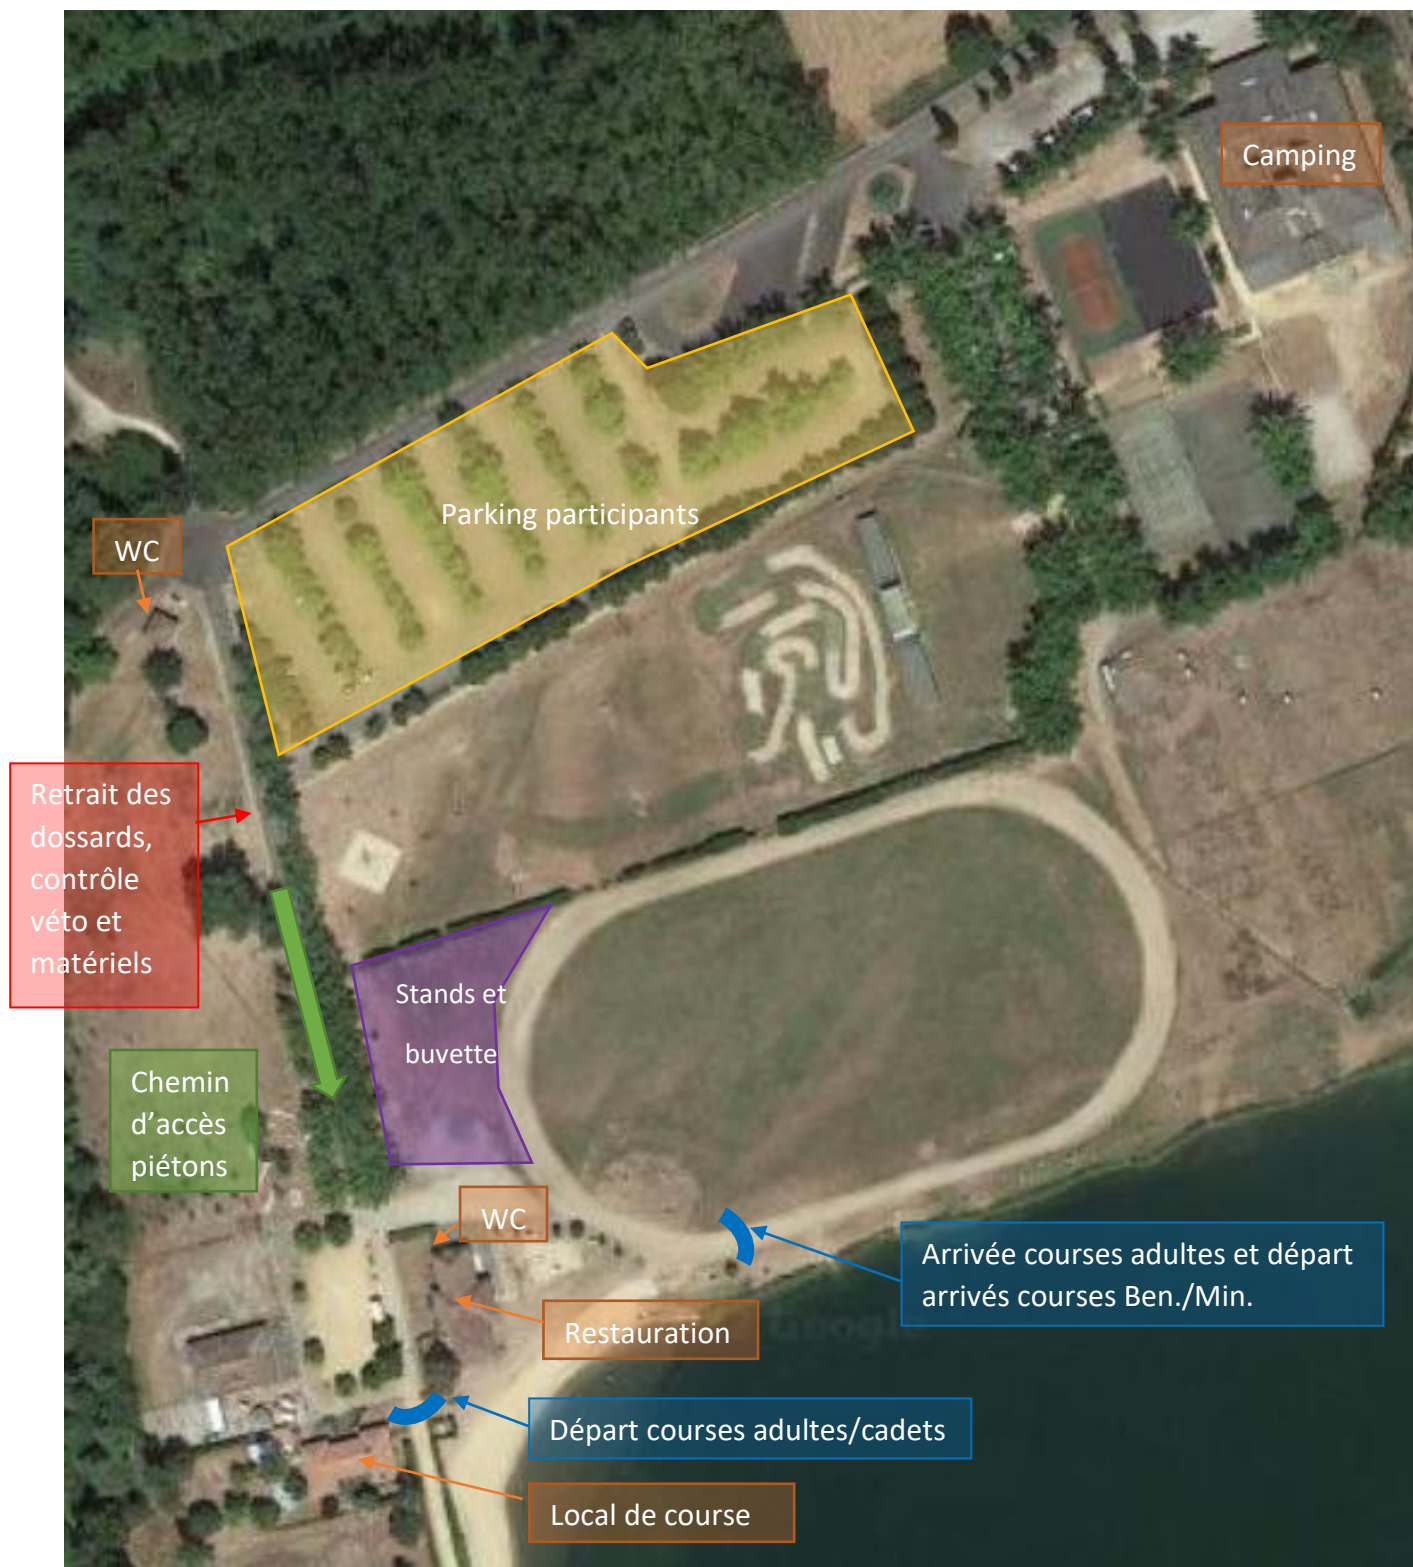 Camping
Parking participants
WC
Retrait des
dossards,
contrôle
véto et
matériels
Stands et
buvette
Chemin
d'accès
piétons
WC
Arrivée courses adultes et départ
arrivés courses Ben./Min.
Restauration
Google
Départ courses adultes/cadets
Local de course